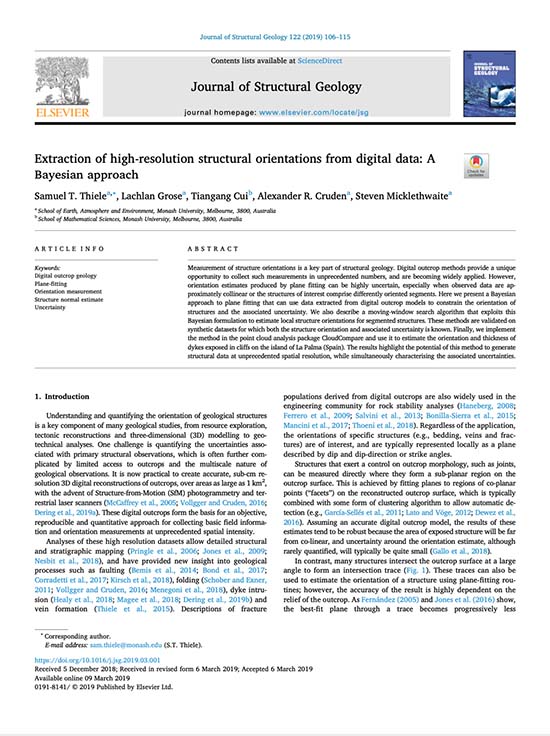 Journal of Structural Geology 122 (2019) 106–115
Contents lists available at ScienceDirect
Journal of Structural Geology
journal homepage: www.elsevier.com/locate/jsg
ELSEVIER
JOURNAL OF
STRUCTURAL
GEOLOGY
Extraction of high-resolution structural orientations from digital data: A
Bayesian approach
Check for
updates
Samuel T. Thiele^a,*, Lachlan Grose^a, Tiangang Cui^b, Alexander R. Cruden^a, Steven Micklethwaite^a
^a School of Earth, Atmosphere and Environment, Monash University, Melbourne, 3800, Australia
^b School of Mathematical Sciences, Monash University, Melbourne, 3800, Australia
ARTICLE INFO
Keywords:
Digital outcrop geology
Plane-fitting
Orientation measurement
Structure normal estimate
Uncertainty
ABSTRACT
Measurement of structure orientations is a key part of structural geology. Digital outcrop methods provide a unique
opportunity to collect such measurements in unprecedented numbers, and are becoming widely applied. However,
orientation estimates produced by plane fitting can be highly uncertain, especially when observed data are ap-
proximately collinear or the structures of interest comprise differently oriented segments. Here we present a Bayesian
approach to plane fitting that can use data extracted from digital outcrop models to constrain the orientation of
structures and the associated uncertainty. We also describe a moving-window search algorithm that exploits this
Bayesian formulation to estimate local structure orientations for segmented structures. These methods are validated on
synthetic datasets for which both the structure orientation and associated uncertainty is known. Finally, we implement
the method in the point cloud analysis package CloudCompare and use it to estimate the orientation and thickness of
dykes exposed in cliffs on the island of La Palma (Spain). The results highlight the potential of this method to generate
structural data at unprecedented spatial resolution, while simultaneously characterizing the associated uncertainties.
1. Introduction
Understanding and quantifying the orientation of geological structures
is a key component of many geological studies, from resource exploration,
tectonic reconstructions and three-dimensional (3D) modelling to geo-
technical analyses. One challenge is quantifying the uncertainties asso-
ciated with primary structural observations, which is often further com-
plicated by limited access to outcrops and the multiscale nature of
geological observations. It is now practical to create accurate, sub-cm re-
solution 3D digital reconstructions of outcrops, over areas as large as 1 km²,
with the advent of Structure-from-Motion (SfM) photogrammetry and ter-
restrial laser scanners (McCaffrey et al., 2005; Vollgger and Cruden, 2016;
Dering et al., 2019a). These digital outcrops form the basis for an objective,
reproducible and quantitative approach for collecting basic field informa-
tion and orientation measurements at unprecedented spatial intensity.
Analyses of these high resolution datasets allow detailed structural
and stratigraphic mapping (Pringle et al., 2006; Jones et al., 2009;
Nesbit et al., 2018), and have provided new insight into geological
processes such as faulting (Bemis et al., 2014; Bond et al., 2017;
Corradetti et al., 2017; Kirsch et al., 2018), folding (Schober and Exner,
2011; Vollgger and Cruden, 2016; Menegoni et al., 2018), dyke intru-
sion (Healy et al., 2018; Magee et al., 2018; Dering et al., 2019b) and
vein formation (Thiele et al., 2015). Descriptions of fracture
populations derived from digital outcrops are also widely used in the
engineering community for rock stability analyses (Haneberg, 2008;
Ferrero et al., 2009; Salvini et al., 2013; Bonilla-Sierra et al., 2015;
Mancini et al., 2017; Thoeni et al., 2018). Regardless of the application,
the orientations of specific structures (e.g., bedding, veins and frac-
tures) are of interest, and are typically represented locally as a plane
described by dip and dip-direction or strike angles.
Structures that exert a control on outcrop morphology, such as joints,
can be measured directly where they form a sub-planar regions on the
outcrop surface. This is achieved by fitting planes to regions of co-planar
points (“facets”) on the reconstructed outcrop surface, which is typically
combined with some form of clustering algorithm to allow automatic de-
tection (e.g., García-Sellés et al., 2011; Lato and Vöge, 2012; Dewez et al.,
2016). Assuming an accurate digital outcrop model, the results of these
estimates tend to be robust because the area of exposed structure will be far
from co-linear, and uncertainty around the orientation estimate, although
rarely quantified, will typically be quite small (Gallo et al., 2018).
In contrast, many structures intersect the outcrop surface at a large
angle to form an intersection trace (Fig. 1). These traces can also be
used to estimate the orientation of a structure using plane-fitting rou-
tines; however, the accuracy of the result is highly dependent on the
relief of the outcrop. As Fernández (2005) and Jones et al. (2016) show,
the best-fit plane through a trace becomes progressively less
* Corresponding author.
E-mail address: sam.thiele@monash.edu (S.T. Thiele).
https://doi.org/10.1016/j.jsg.2019.03.001
Received 5 December 2018; Received in revised form 6 March 2019; Accepted 6 March 2019
Available online 09 March 2019
0191-8141/ © 2019 Published by Elsevier Ltd.